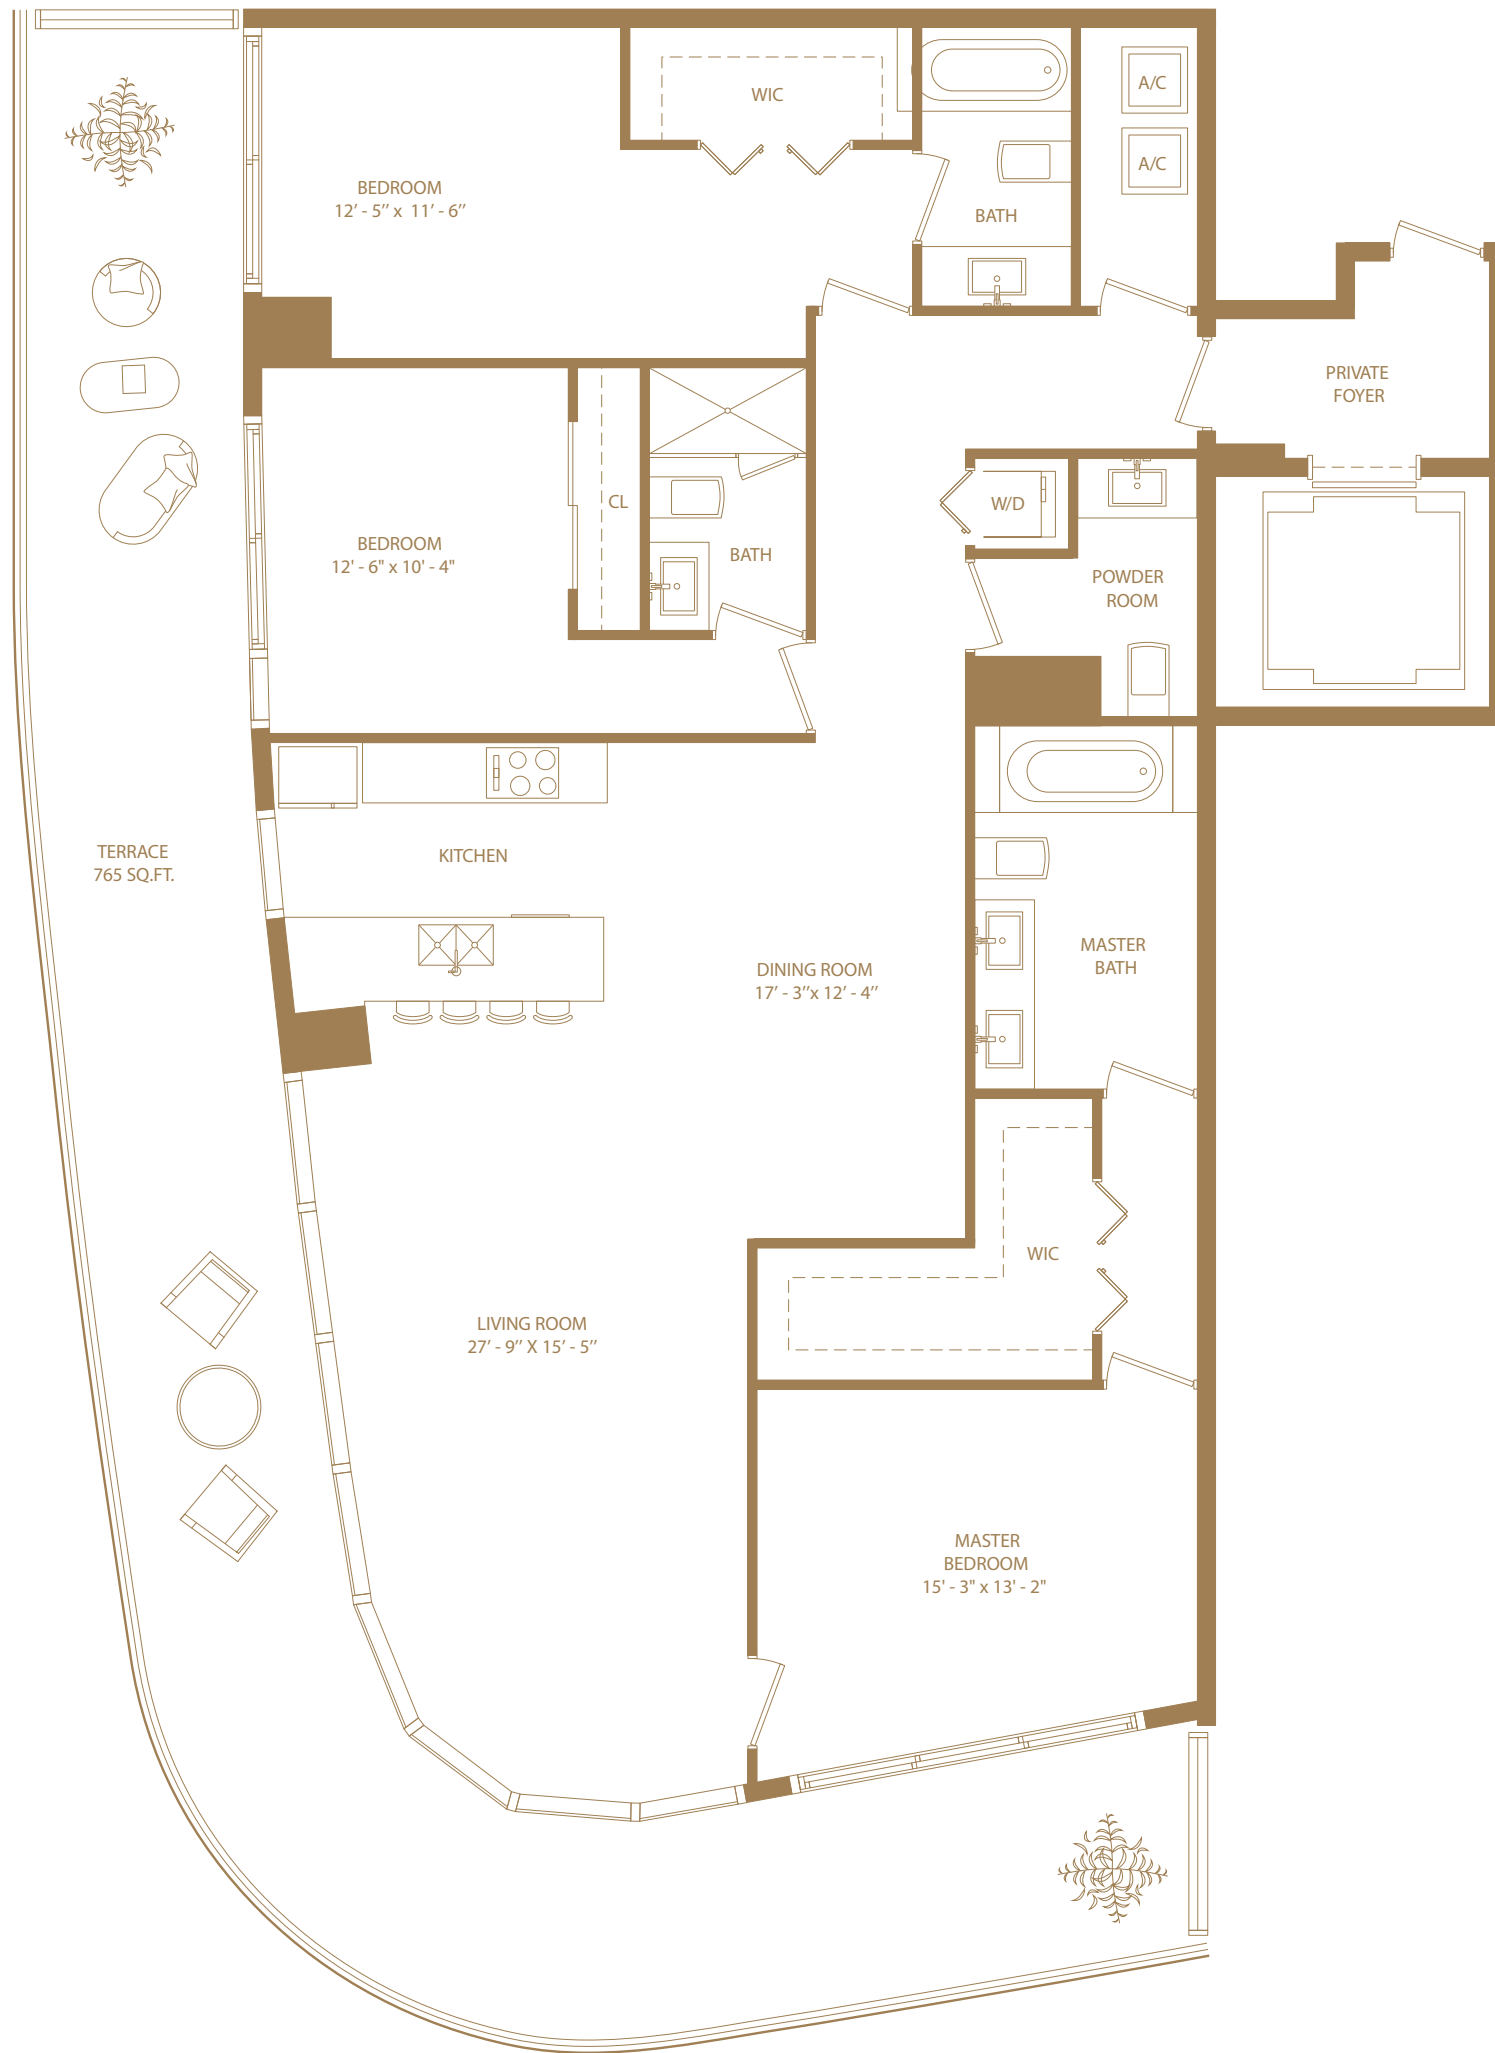 WIC
A/C
A/C
BEDROOM
12’ - 5’’ x 11’ - 6’’
BATH
PRIVATE
FOYER
CL
W/D
BEDROOM
12' - 6" x 10' - 4"
BATH
POWDER
ROOM
TERRACE
765 SQ.FT.
KITCHEN
MASTER
BATH
DINING ROOM
17’ - 3’’x 12’ - 4’’
WIC
LIVING ROOM
27’ - 9’’ X 15’ - 5’’
MASTER
BEDROOM
15' - 3" x 13' - 2"